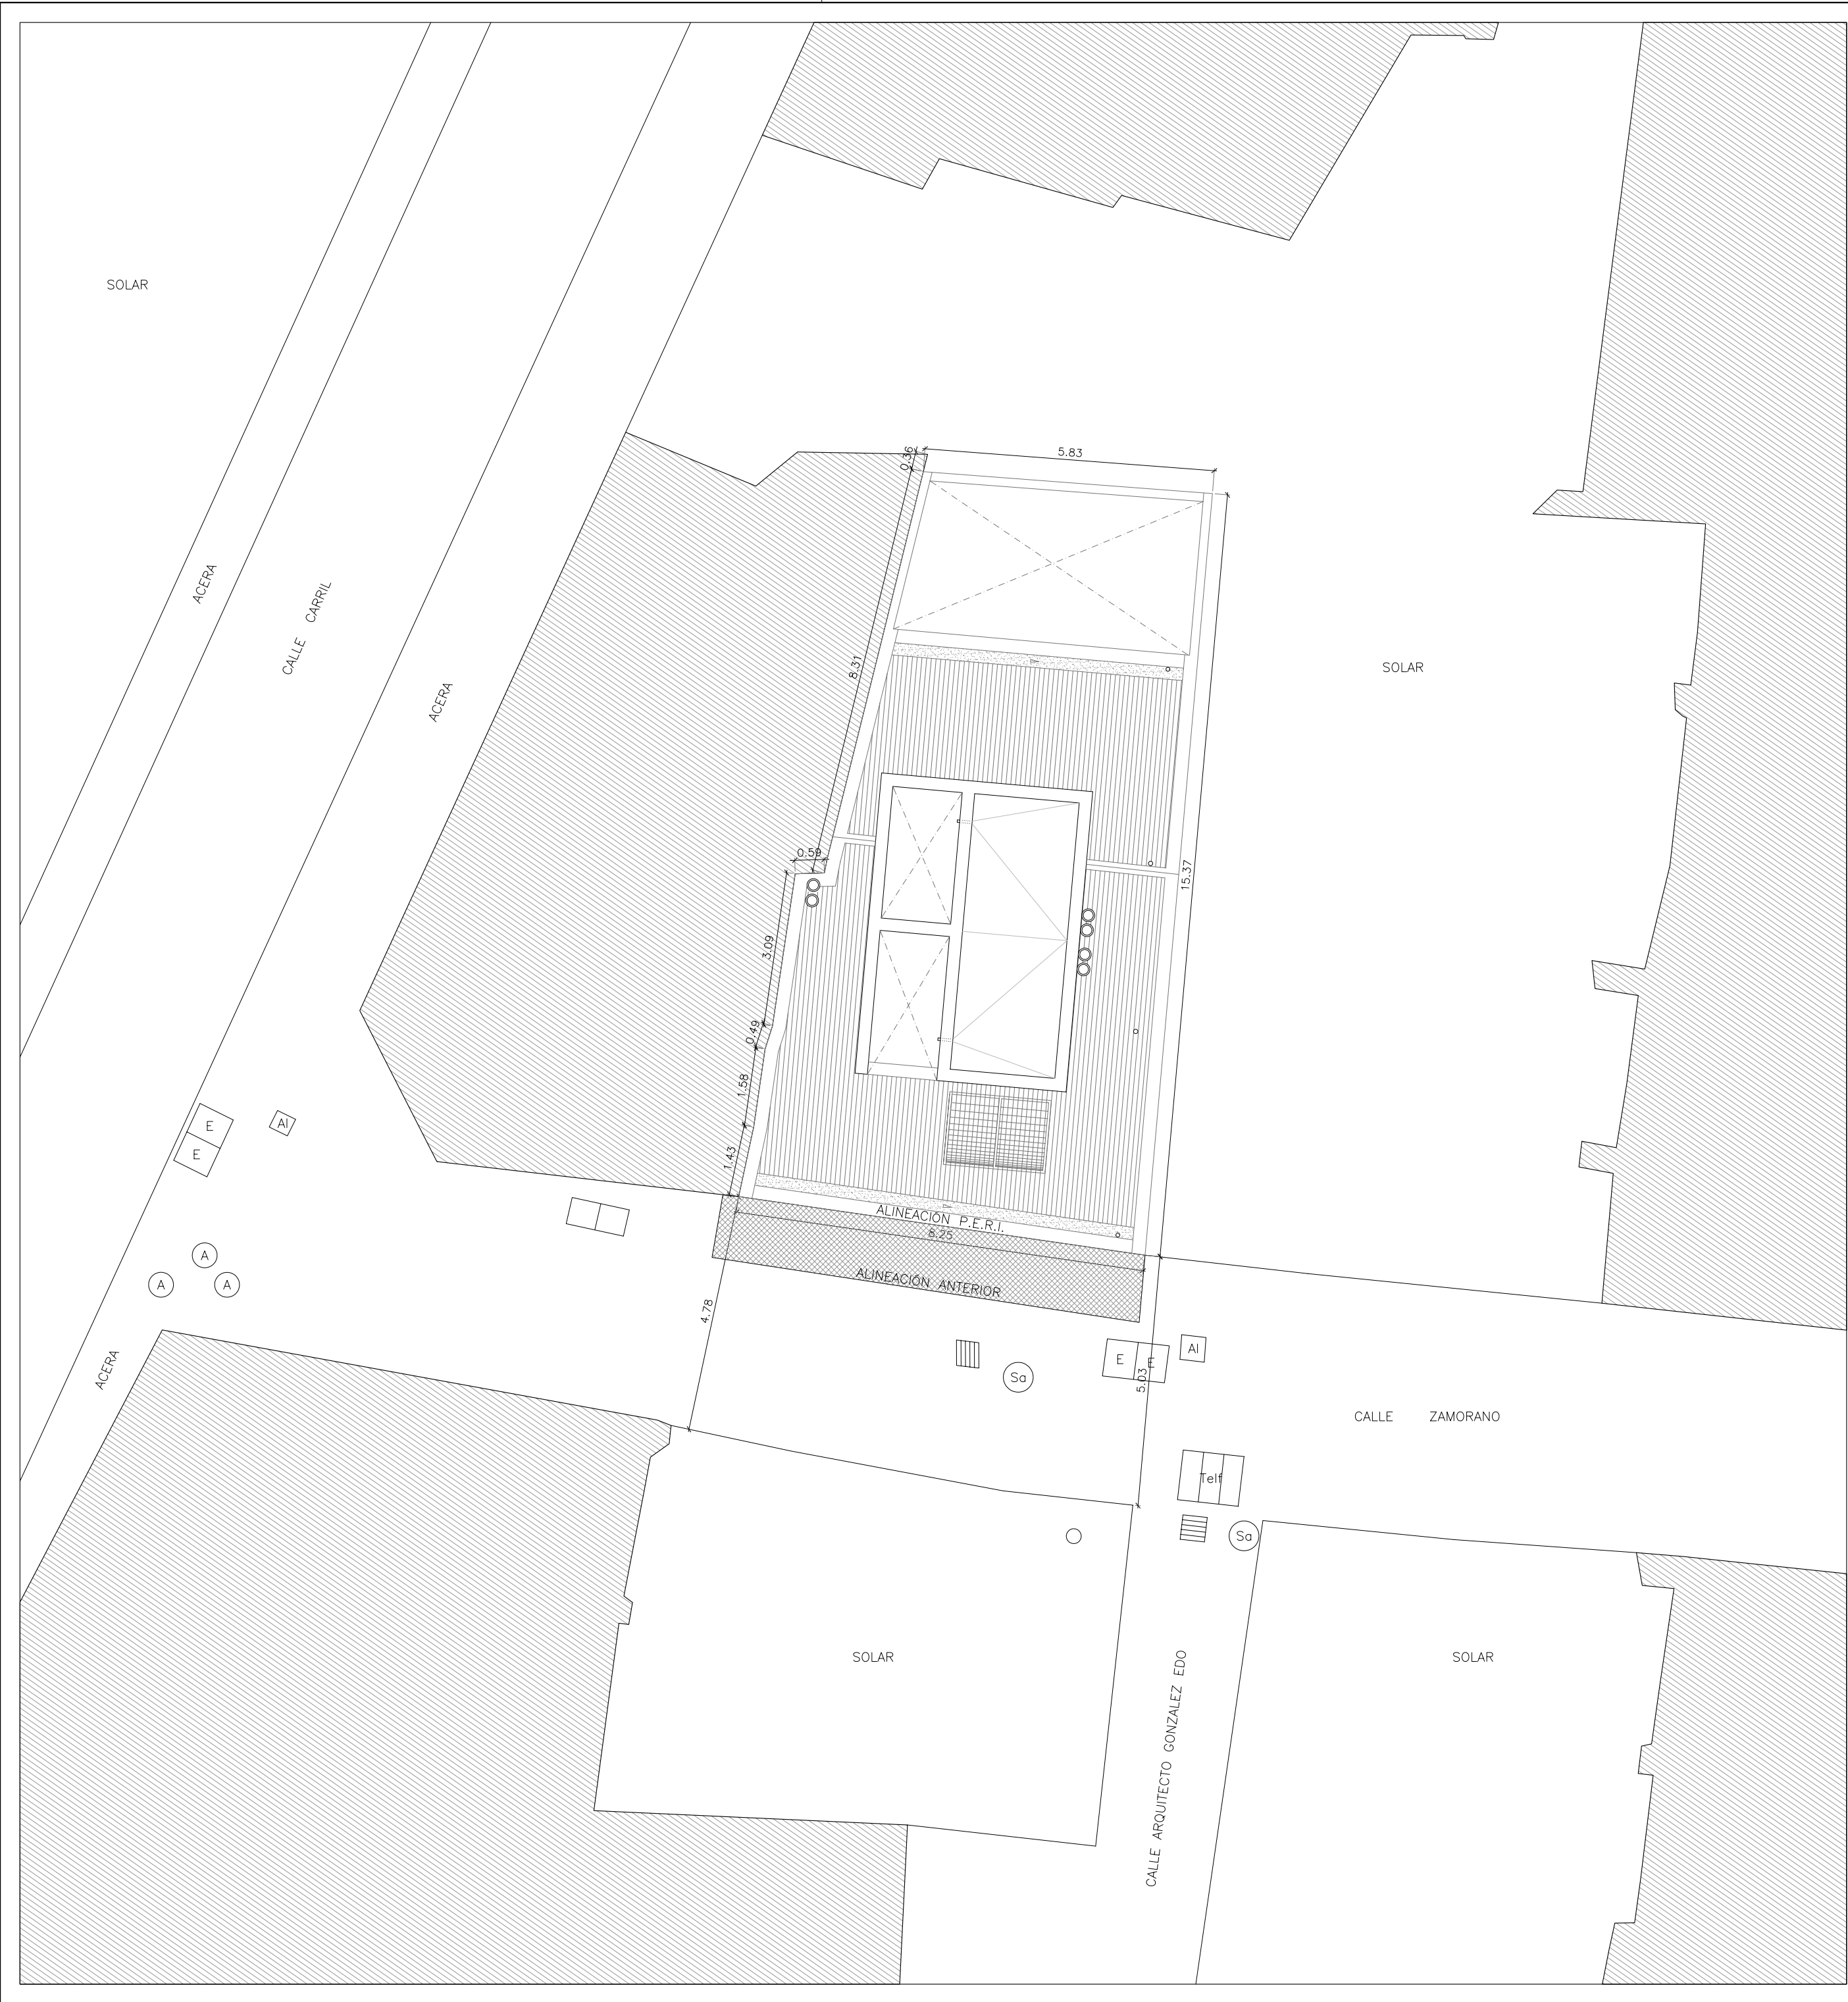 SOLAR
0.36
5.83
ACERA
CALLE CARRIL
8.31
SOLAR
ACERA
0.59
15.37
3.09
0.49
1.58
E
AI
E
1.43
ALINEACIÓN P.E.R.I.
8.25
A
ALINEACIÓN ANTERIOR
A
A
4.78
AI
E
E
ACERA
Sa
5.03
CALLE ZAMORANO
Telf
Sa
SOLAR
SOLAR
CALLE ARQUITECTO GONZALEZ EDO